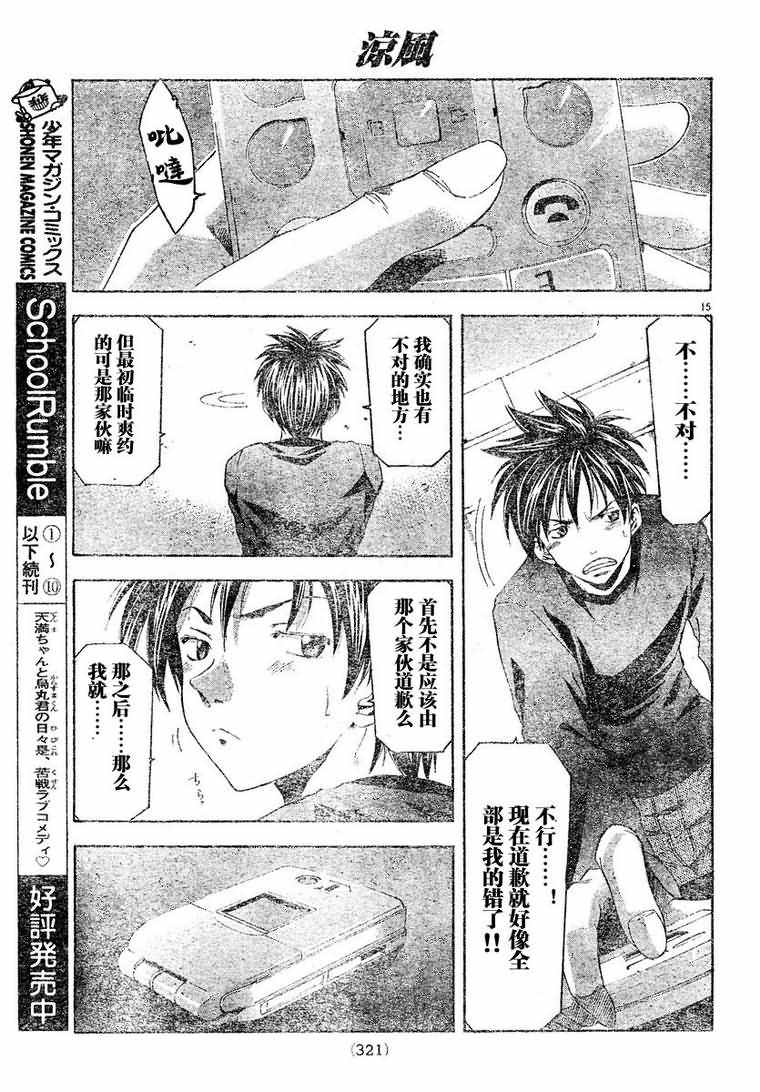 涼風
吡
噠
15
不……不对……
不行……！
现在道歉就好像全
部是我的错了!!
我确实也有
不对的地方…
但最初临时爽约
的可是那家伙嘛
首先不是应该由
那个家伙道歉么
那之后……那么
我就……
ちら
少年マガジン・コミックス
SHONEN MAGAZINE COMICS
SchoolRumble
①～⑩
以下続刊
天満ちゃんと烏丸君の日々是、苦戦ラブコメディ♡
好評発売中
(321)